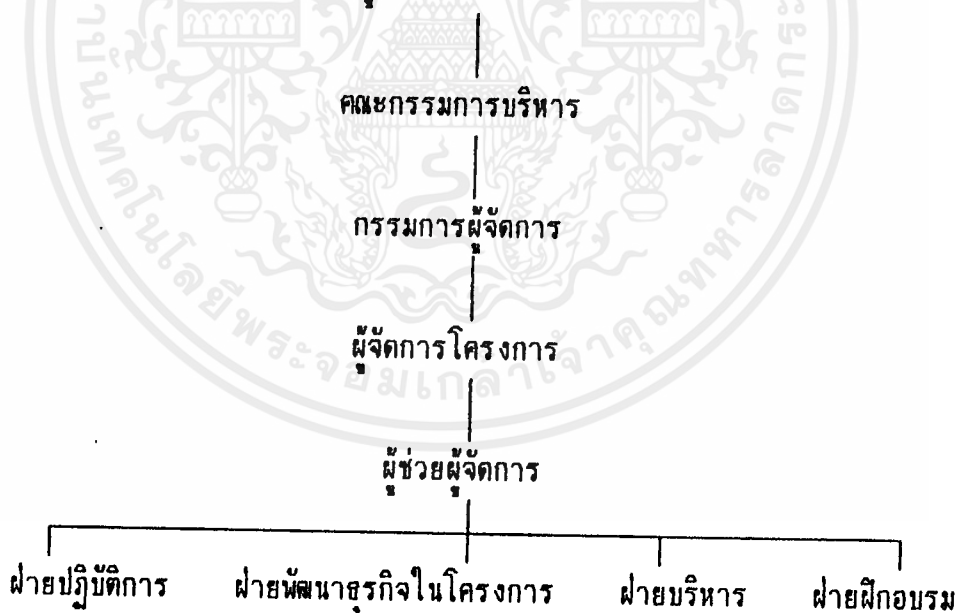 คณะกรรมการบริหาร
กรรมการผู้จัดการ
ผู้จัดการโครงการ
ผู้ช่วยผู้จัดการ
ฝ่ายปฏิบัติการ ฝ่ายพัฒนาธุรกิจในโครงการ ฝ่ายบริหาร ฝ่ายฝึกอบรม